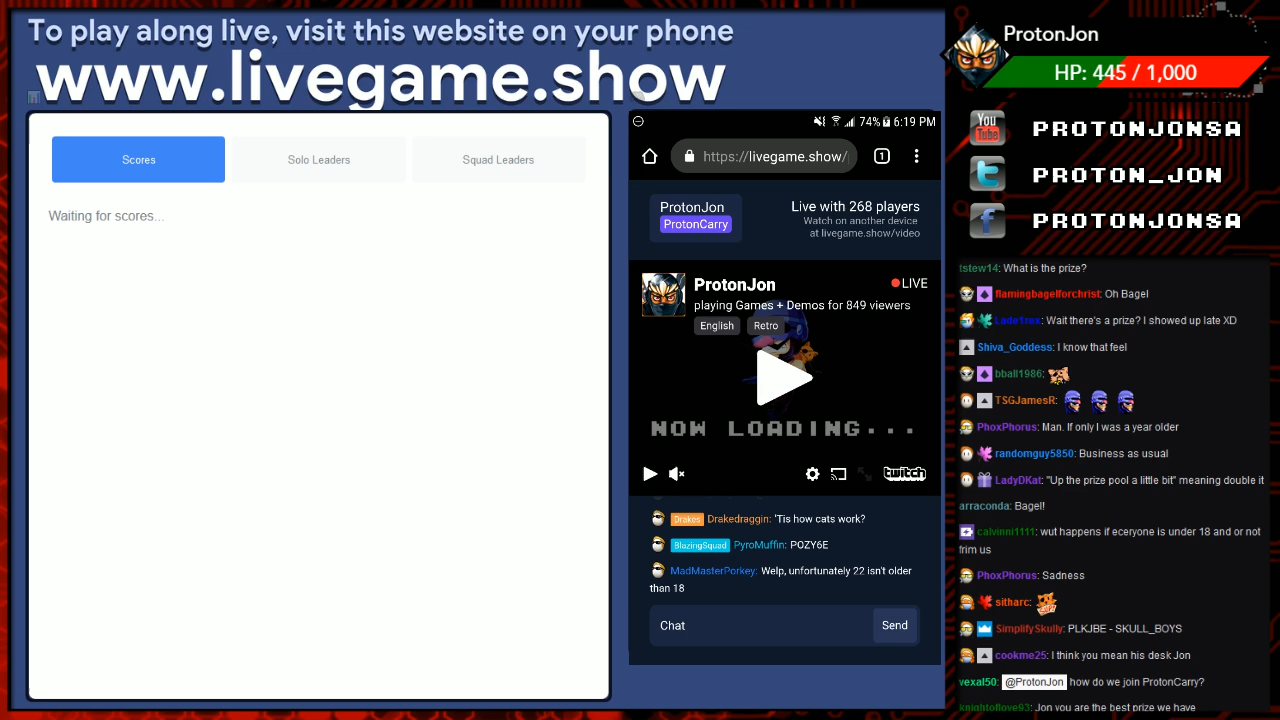 To play along live, visit this website on your phone
www.livegame.show
Scores
Solo Leaders
Squad Leaders
Waiting for scores...
74% 6:19 PM
https://livegame.show/
1
ProtonJon
ProtonCarry
Live with 268 players
Watch on another device
at livegame.show/video
ProtonJon
LIVE
playing Games + Demos for 849 viewers
English
Retro
NOW LOADING...
twitch
Drakes Drakedraggin: 'Tis how cats work?
BlazingSquad PyroMuffin: POZY6E
MadMasterPorkey: Welp, unfortunately 22 isn't older
than 18
Chat
Send
ProtonJon
HP: 445 / 1,000
You
Tube
PROTONJONSA
PROTON_JON
PROTONJONSA
tstew14: What is the prize?
flamingbagelforchrist: Oh Bagel
Wait there's a prize? I showed up late XD
Shiva_Goddess: I know that feel
bball1986:
TSGJamesR:
PhoxPhorus: Man. If only I was a year older
randomguy5850: Business as usual
LadyDKat: "Up the prize pool a little bit" meaning double it
arraconda: Bagel!
calvinni1111: wut happens if eceryone is under 18 and or not
frim us
PhoxPhorus: Sadness
sitharc:
SimplifySkully: PLKJBE - SKULL_BOYS
cookme25: I think you mean his desk Jon
vexal50: @ProtonJon how do we join ProtonCarry?
knightoflove93: Jon you are the best prize we have